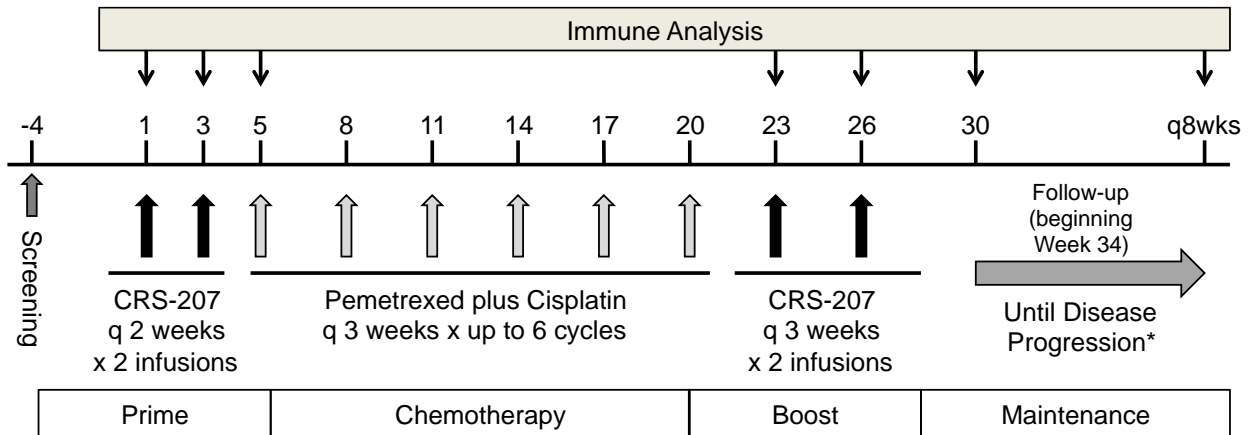 Immune Analysis
-4 1 3 5 8 11 14 17 20 23 26 30 q8wks
Screening
Follow-up
(beginning
Week 34)
CRS-207
q 2 weeks
x 2 infusions
Pemetrexed plus Cisplatin
q 3 weeks x up to 6 cycles
CRS-207
q 3 weeks
x 2 infusions
Until Disease
Progression*
Prime Chemotherapy Boost Maintenance